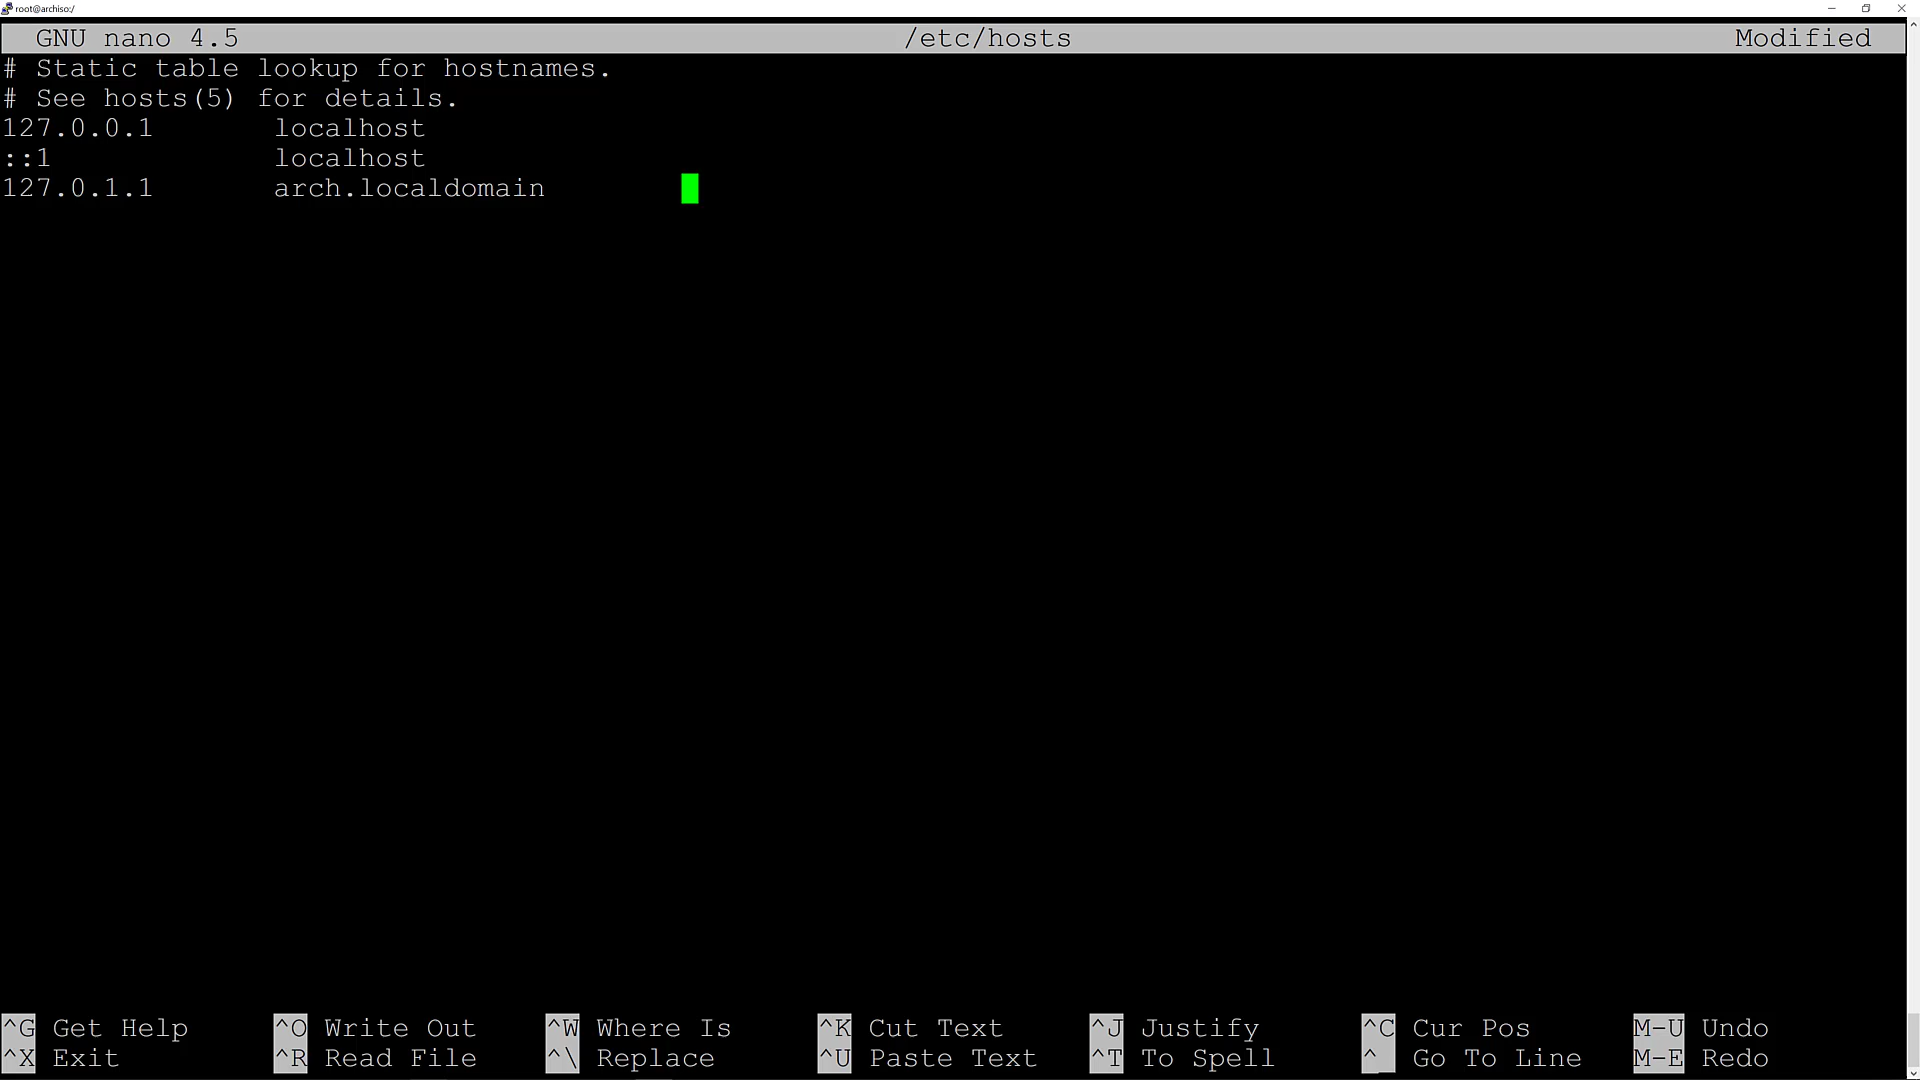 root@archiso:/
GNU nano 4.5 /etc/hosts Modified
# Static table lookup for hostnames.
# See hosts(5) for details.
127.0.0.1 localhost
::1 localhost
127.0.1.1 arch.localdomain
^G Get Help ^O Write Out ^W Where Is ^K Cut Text ^J Justify ^C Cur Pos M-U Undo
^X Exit ^R Read File ^\ Replace ^U Paste Text ^T To Spell ^_ Go To Line M-E Redo